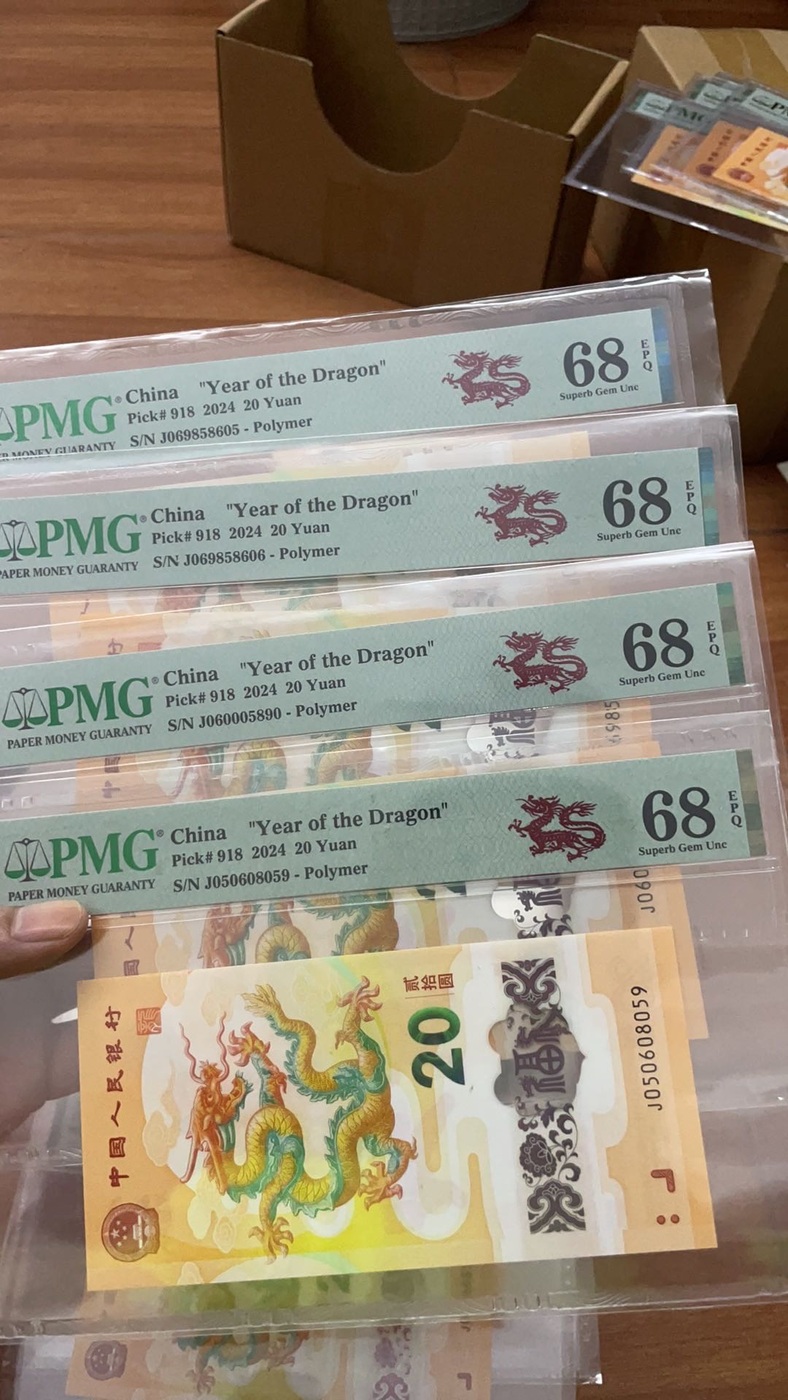 PMG® China "Year of the Dragon"
Pick# 918 2024 20 Yuan
S/N J069858605 - Polymer
MONEY GUARANTY
68
EPQ
Superb Gem Unc
PMG® China "Year of the Dragon"
Pick# 918 2024 20 Yuan
S/N J069858606 - Polymer
PAPER MONEY GUARANTY
68
EPQ
Superb Gem Unc
PMG® China "Year of the Dragon"
Pick# 918 2024 20 Yuan
S/N J060005890 - Polymer
PAPER MONEY GUARANTY
68
EPQ
Superb Gem Unc
PMG® China "Year of the Dragon"
Pick# 918 2024 20 Yuan
S/N J050608059 - Polymer
PAPER MONEY GUARANTY
68
EPQ
Superb Gem Unc
J060
中国人民银行
贰拾圆
20
J050608059